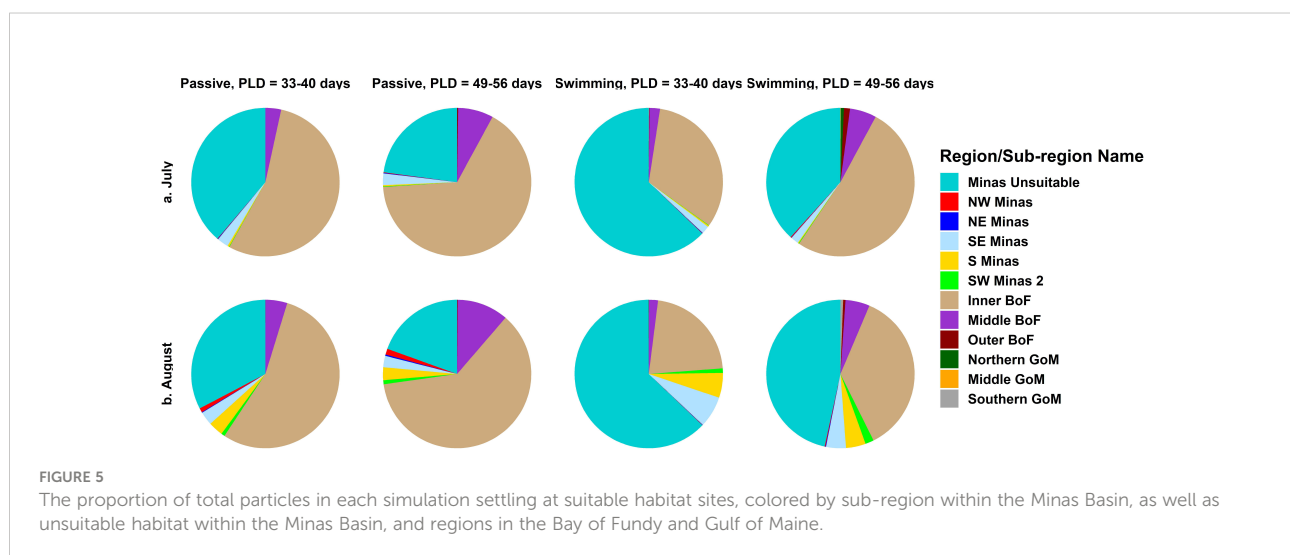 Passive, PLD = 33-40 days
Passive, PLD = 49-56 days
Swimming, PLD = 33-40 days
Swimming, PLD = 49-56 days
a. July
b. August
Region/Sub-region Name
Minas Unsuitable
NW Minas
NE Minas
SE Minas
S Minas
SW Minas 2
Inner BoF
Middle BoF
Outer BoF
Northern GoM
Middle GoM
Southern GoM
FIGURE 5
The proportion of total particles in each simulation settling at suitable habitat sites, colored by sub-region within the Minas Basin, as well as
unsuitable habitat within the Minas Basin, and regions in the Bay of Fundy and Gulf of Maine.